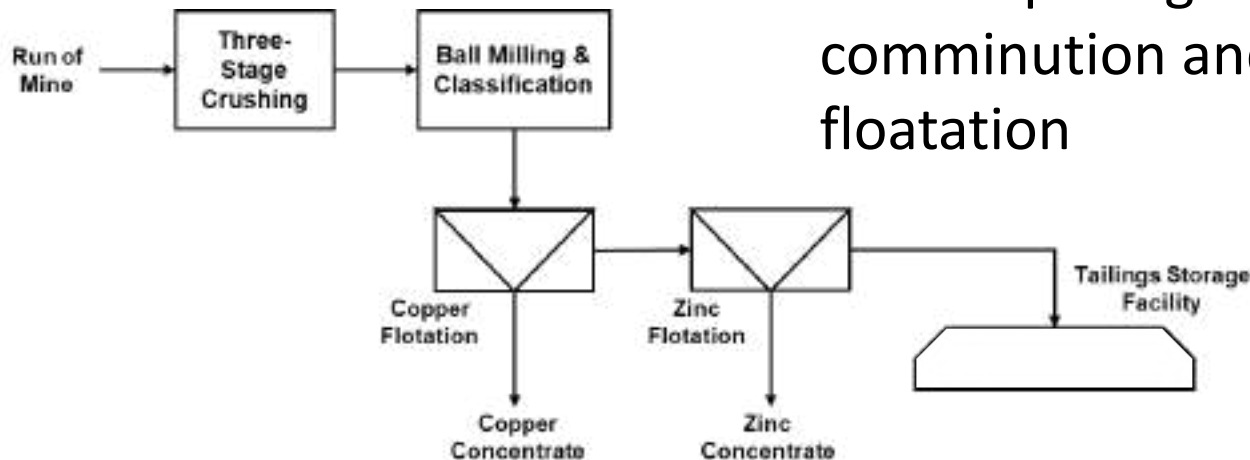 comminution and
floatation
Run of
Mine
Three-
Stage
Crushing
Ball Milling &
Classification
Copper
Flotation
Zinc
Flotation
Tailings Storage
Facility
Copper
Concentrate
Zinc
Concentrate